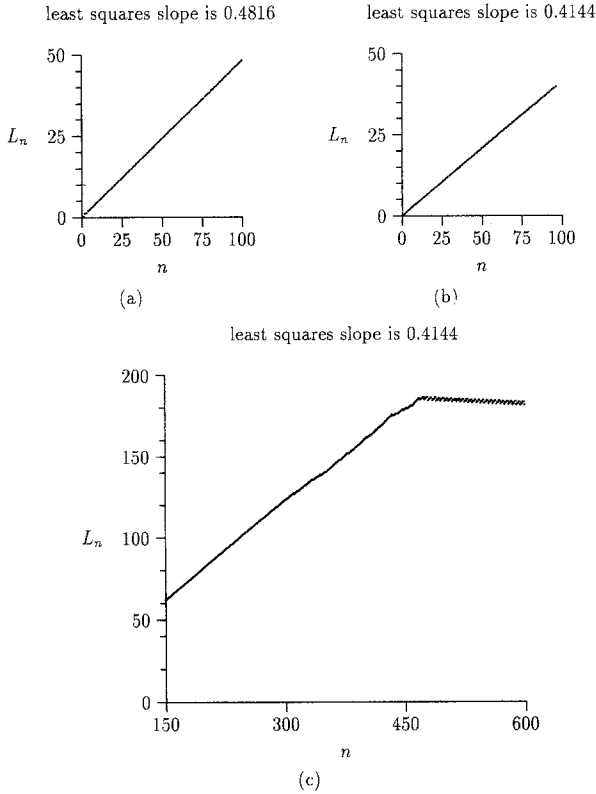 least squares slope is 0.4816
50
25
0
L_n
0 25 50 75 100
n
(a)
least squares slope is 0.4144
50
25
0
L_n
0 25 50 75 100
n
(b)
least squares slope is 0.4144
200
150
100
50
0
L_n
150 300 450 600
n
(c)